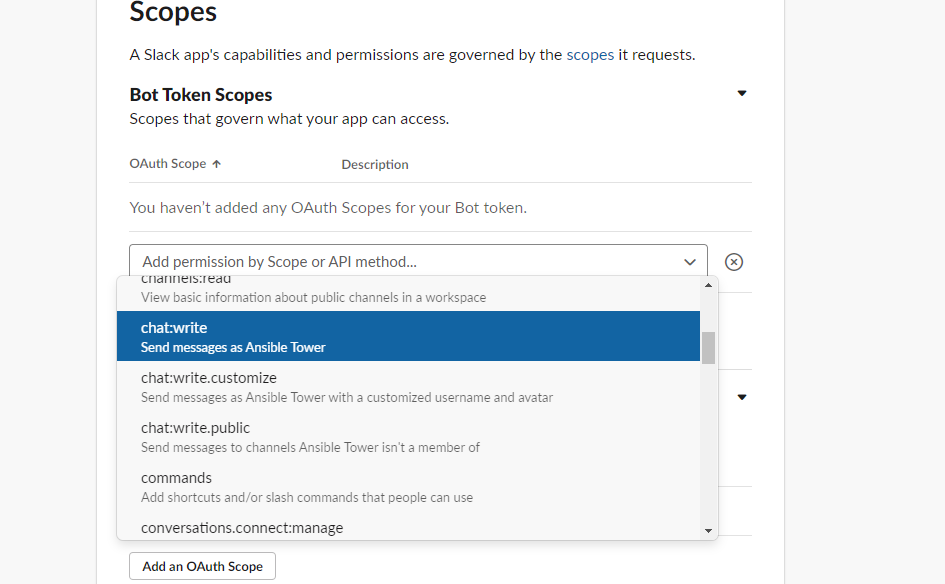 Scopes
A Slack app's capabilities and permissions are governed by the scopes it requests.
Bot Token Scopes
Scopes that govern what your app can access.
OAuth Scope ↑ Description
You haven't added any OAuth Scopes for your Bot token.
Add permission by Scope or API method...
channels:read
View basic information about public channels in a workspace
chat:write
Send messages as Ansible Tower
chat:write.customize
Send messages as Ansible Tower with a customized username and avatar
chat:write.public
Send messages to channels Ansible Tower isn't a member of
commands
Add shortcuts and/or slash commands that people can use
conversations.connect:manage
Add an OAuth Scope